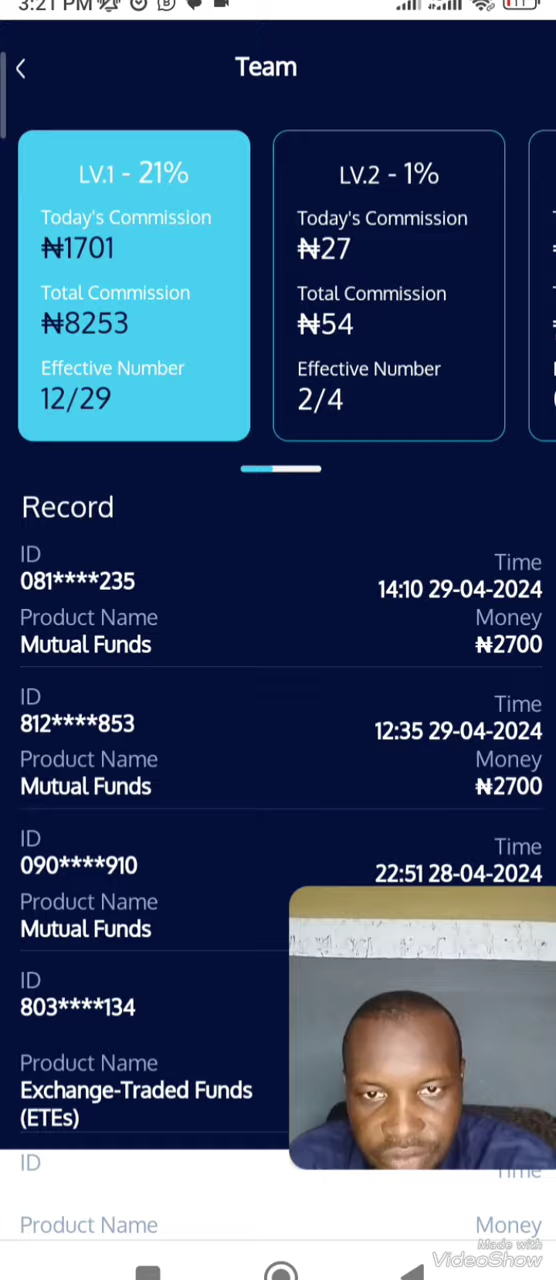 3:21 PM
Team
LV.1 - 21%
Today's Commission
₦1701
Total Commission
₦8253
Effective Number
12/29
LV.2 - 1%
Today's Commission
₦27
Total Commission
₦54
Effective Number
2/4
Record
ID
Time
081****235
14:10 29-04-2024
Product Name
Money
Mutual Funds
₦2700
ID
Time
812****853
12:35 29-04-2024
Product Name
Money
Mutual Funds
₦2700
ID
Time
090****910
22:51 28-04-2024
Product Name
Mutual Funds
ID
803****134
Product Name
Exchange-Traded Funds
(ETEs)
ID
Time
Product Name
Money
Made with
VideoShow